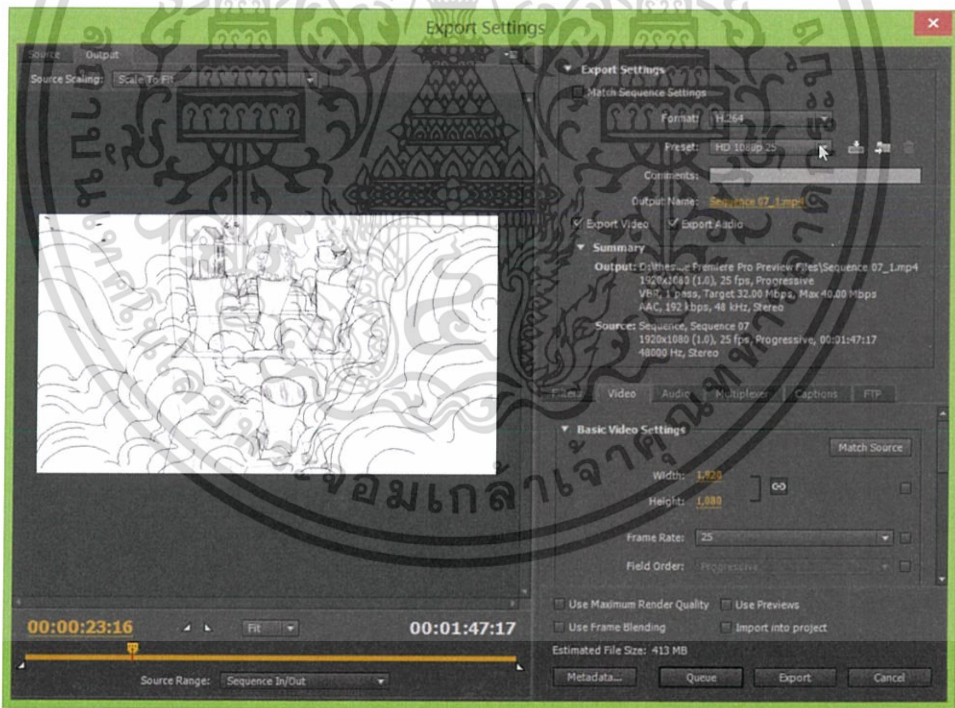 Export Settings
Source Output
Source Scaling: Scale To Fit
Export Settings
Match Sequence Settings
Format: H.264
Preset: HD 1080p 25
Comments:
Output Name: Sequence 07_1.mp4
Export Video Export Audio
Summary
Output: D:\thes\ue Premiere Pro Preview Files\Sequence 07_1.mp4
1920x1080 (1.0), 25 fps, Progressive
VBR, 1 pass, Target 32.00 Mbps, Max 40.00 Mbps
AAC, 192 kbps, 48 kHz, Stereo
Source: Sequence, Sequence 07
1920x1080 (1.0), 25 fps, Progressive, 00:01:47:17
48000 Hz, Stereo
Filters Video Audio Multiplexer Captions FTP
Basic Video Settings
Match Source
Width: 1,920
Height: 1,080
Frame Rate: 25
Field Order: Progressive
Use Maximum Render Quality Use Previews
Use Frame Blending Import into project
Estimated File Size: 413 MB
Metadata... Queue Export Cancel
00:00:23:16 Fit 00:01:47:17
Source Range: Sequence In/Out